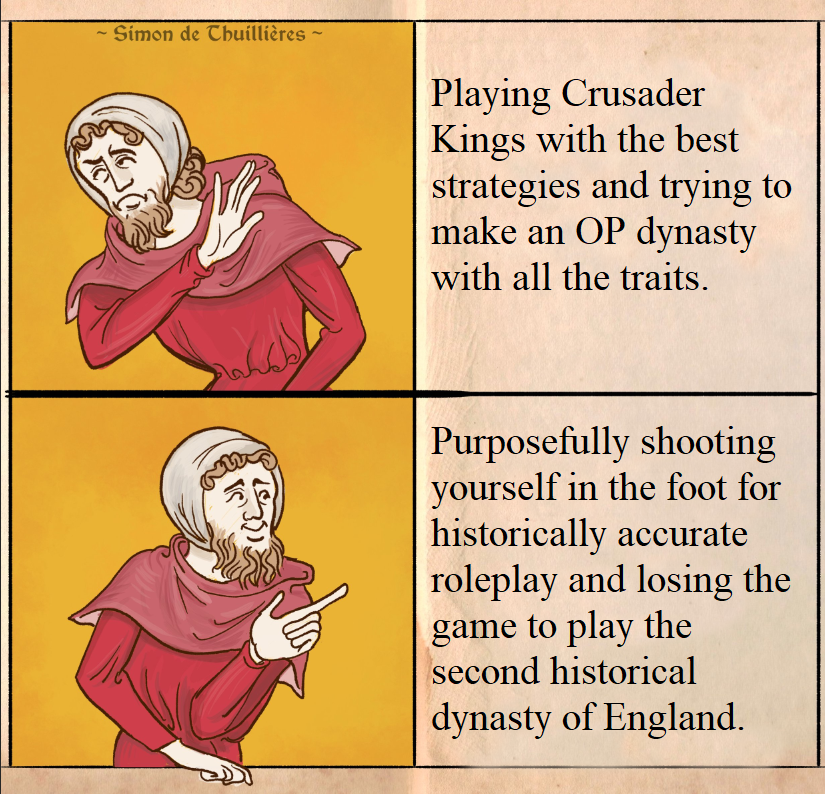 ~ Simon de Thuillières ~
Playing Crusader
Kings with the best
strategies and trying to
make an OP dynasty
with all the traits.
Purposefully shooting
yourself in the foot for
historically accurate
roleplay and losing the
game to play the
second historical
dynasty of England.